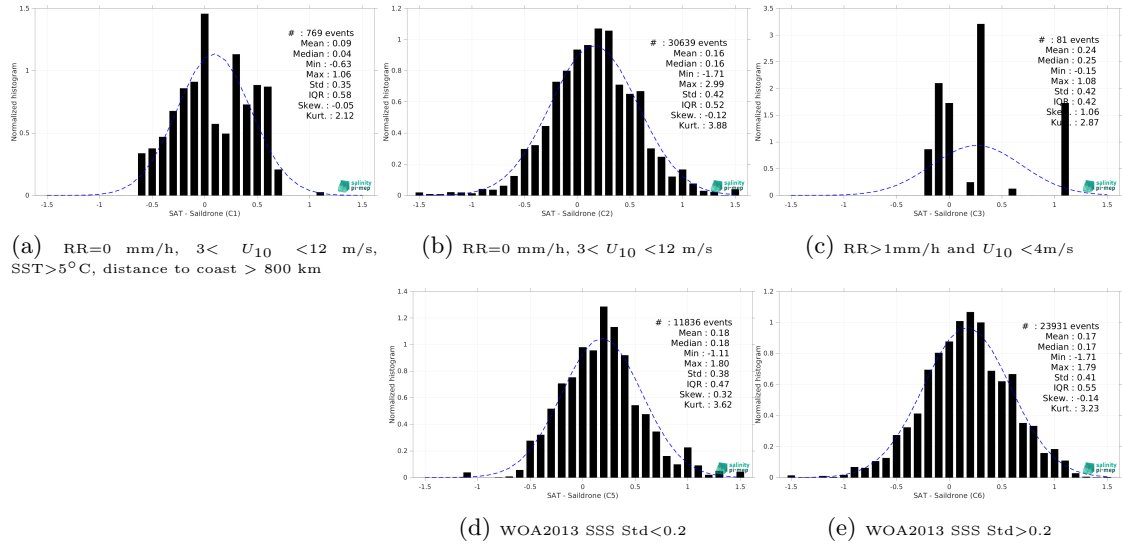 1.5
1
0.5
0
Normalized histogram
# : 769 events
Mean : 0.09
Median : 0.04
Min : -0.63
Max : 1.06
Std : 0.35
IQR : 0.58
Skew. : -0.05
Kurt. : 2.12
salinity
pi-mep
-1.5 -1 -0.5 0 0.5 1 1.5
SAT - Saildrone (C1)
(a) RR=0 mm/h, 3< U10 <12 m/s,
SST>5°C, distance to coast > 800 km
1.2
1
0.8
0.6
0.4
0.2
0
Normalized histogram
# : 30639 events
Mean : 0.16
Median : 0.16
Min : -1.71
Max : 2.99
Std : 0.42
IQR : 0.52
Skew. : -0.12
Kurt. : 3.88
salinity
pi-mep
-1.5 -1 -0.5 0 0.5 1 1.5
SAT - Saildrone (C2)
(b) RR=0 mm/h, 3< U10 <12 m/s
3.5
3
2.5
2
1.5
1
0.5
0
Normalized histogram
# : 81 events
Mean : 0.24
Median : 0.25
Min : -0.15
Max : 1.08
Std : 0.42
IQR : 0.42
Skew. : 1.06
Kurt. : 2.87
salinity
pi-mep
-1.5 -1 -0.5 0 0.5 1 1.5
SAT - Saildrone (C3)
(c) RR>1mm/h and U10 <4m/s
1.4
1.2
1
0.8
0.6
0.4
0.2
0
Normalized histogram
# : 11836 events
Mean : 0.18
Median : 0.18
Min : -1.11
Max : 1.80
Std : 0.38
IQR : 0.47
Skew. : 0.32
Kurt. : 3.62
salinity
pi-mep
-1.5 -1 -0.5 0 0.5 1 1.5
SAT - Saildrone (C5)
(d) WOA2013 SSS Std<0.2
1.2
1
0.8
0.6
0.4
0.2
0
Normalized histogram
# : 23931 events
Mean : 0.17
Median : 0.17
Min : -1.71
Max : 1.79
Std : 0.41
IQR : 0.55
Skew. : -0.14
Kurt. : 3.23
salinity
pi-mep
-1.5 -1 -0.5 0 0.5 1 1.5
SAT - Saildrone (C6)
(e) WOA2013 SSS Std>0.2